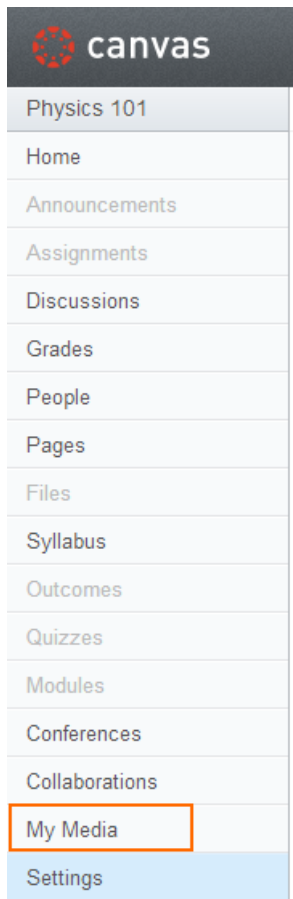 canvas
Physics 101
Home
Announcements
Assignments
Discussions
Grades
People
Pages
Files
Syllabus
Outcomes
Quizzes
Modules
Conferences
Collaborations
My Media
Settings